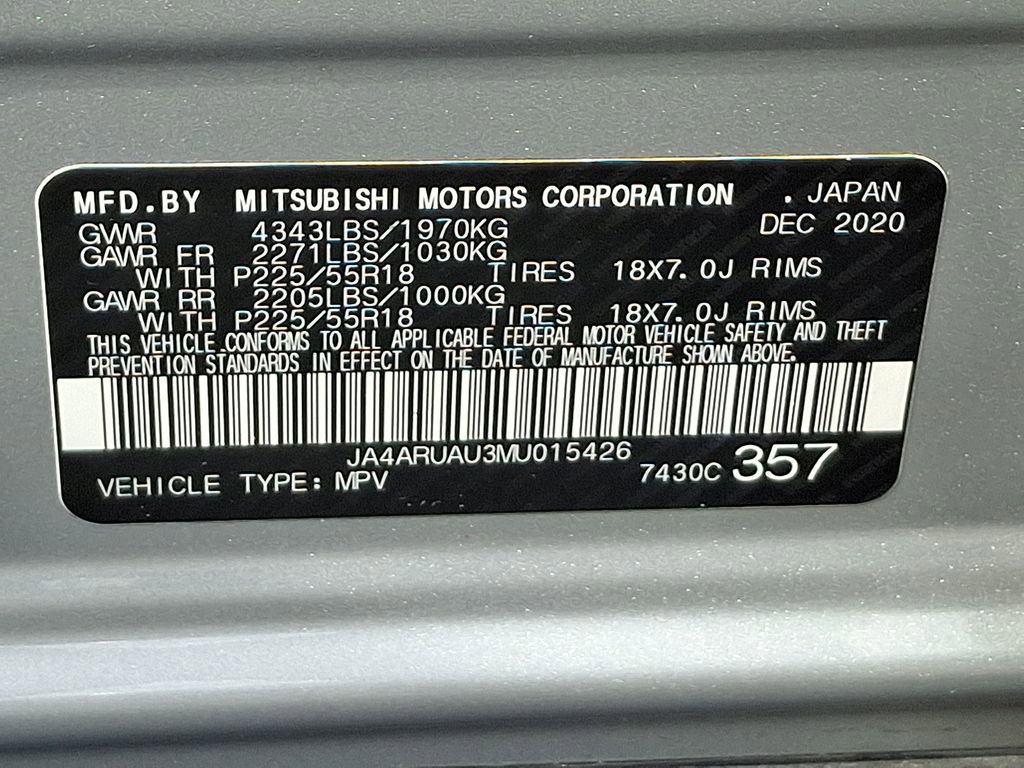 MFD.BY MITSUBISHI MOTORS CORPORATION . JAPAN
GVWR 4343LBS/1970KG DEC 2020
GAWR FR 2271LBS/1030KG
WITH P225/55R18 TIRES 18X7.0J RIMS
GAWR RR 2205LBS/1000KG
WITH P225/55R18 TIRES 18X7.0J RIMS
THIS VEHICLE CONFORMS TO ALL APPLICABLE FEDERAL MOTOR VEHICLE SAFETY AND THEFT
PREVENTION STANDARDS IN EFFECT ON THE DATE OF MANUFACTURE SHOWN ABOVE.
JA4ARUAU3MU015426
VEHICLE TYPE: MPV 7430C 357